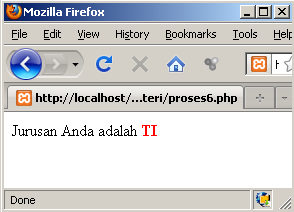 Mozilla Firefox
File Edit View History Bookmarks Tools Help
http://localhost/...teri/proses6.php
Jurusan Anda adalah TI
Done